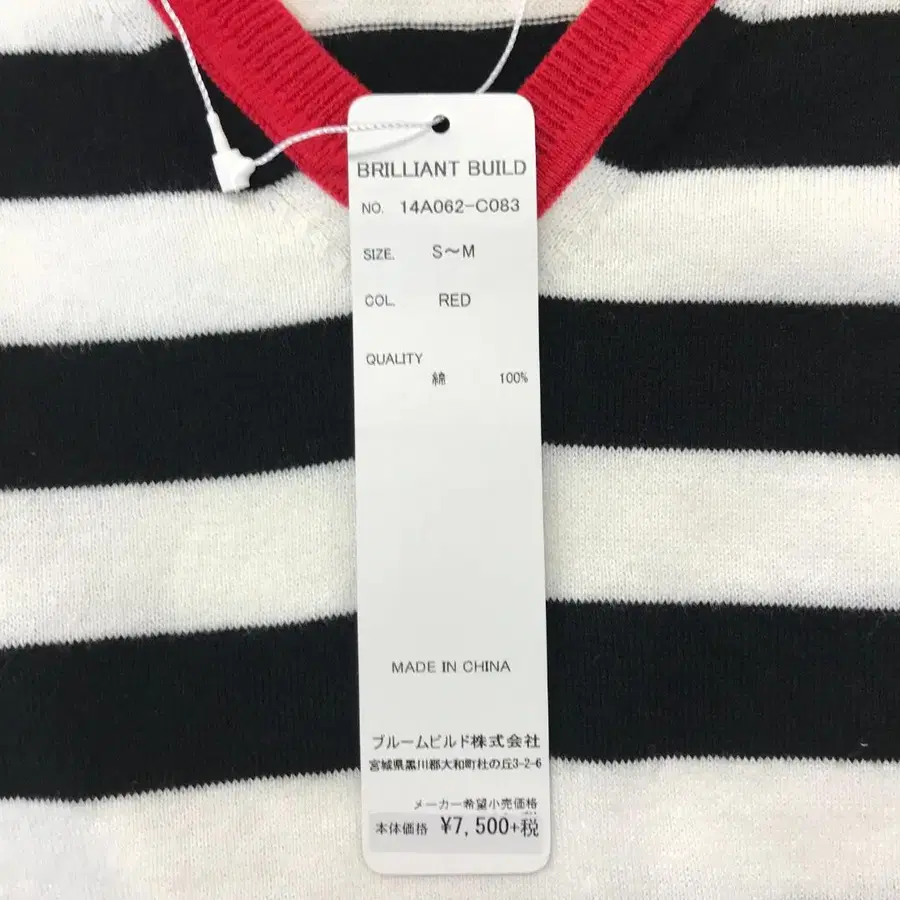 BRILLIANT BUILD
NO. 14A062-C083
SIZE. S～M
COL. RED
QUALITY
綿 100%
MADE IN CHINA
ブルームビルド株式会社
宮城県黒川郡大和町杜の丘3-2-6
メーカー希望小売価格
本体価格 ¥7,500+税